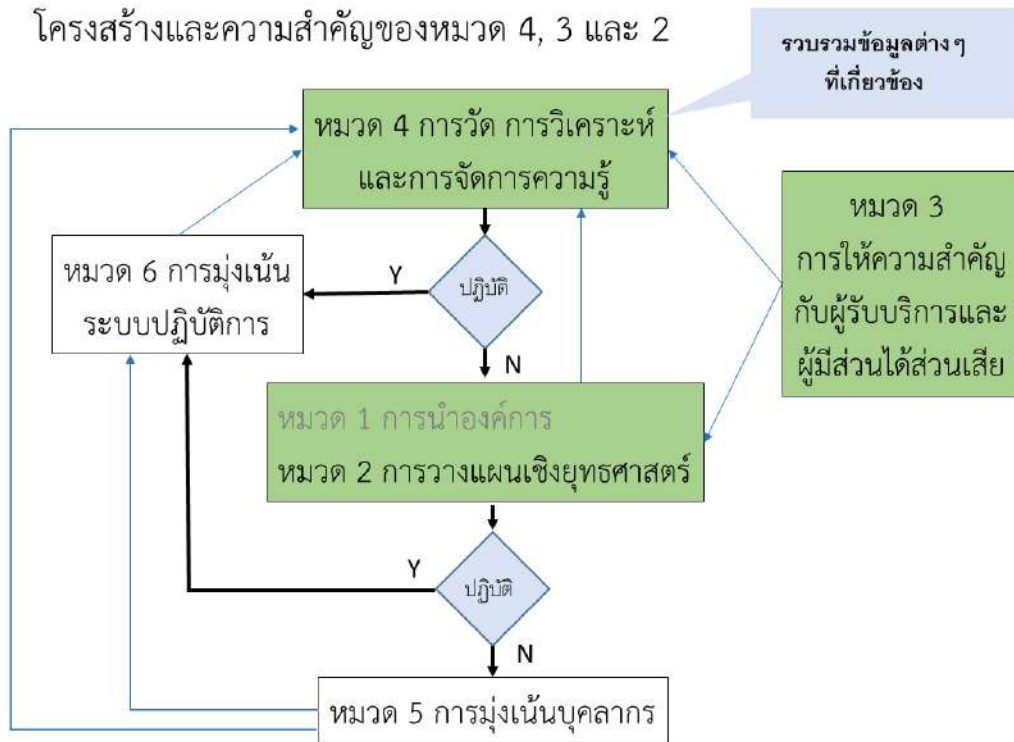 โครงสร้างและความสำคัญของหมวด 4, 3 และ 2
รวบรวมข้อมูลต่างๆ
ที่เกี่ยวข้อง
หมวด 4 การวัด การวิเคราะห์
และการจัดการความรู้
หมวด 3
การให้ความสำคัญ
กับผู้รับบริการและ
ผู้มีส่วนได้ส่วนเสีย
หมวด 6 การมุ่งเน้น
ระบบปฏิบัติการ
Y
ปฏิบัติ
N
หมวด 1 การนำองค์การ
หมวด 2 การวางแผนเชิงยุทธศาสตร์
Y
ปฏิบัติ
N
หมวด 5 การมุ่งเน้นบุคลากร